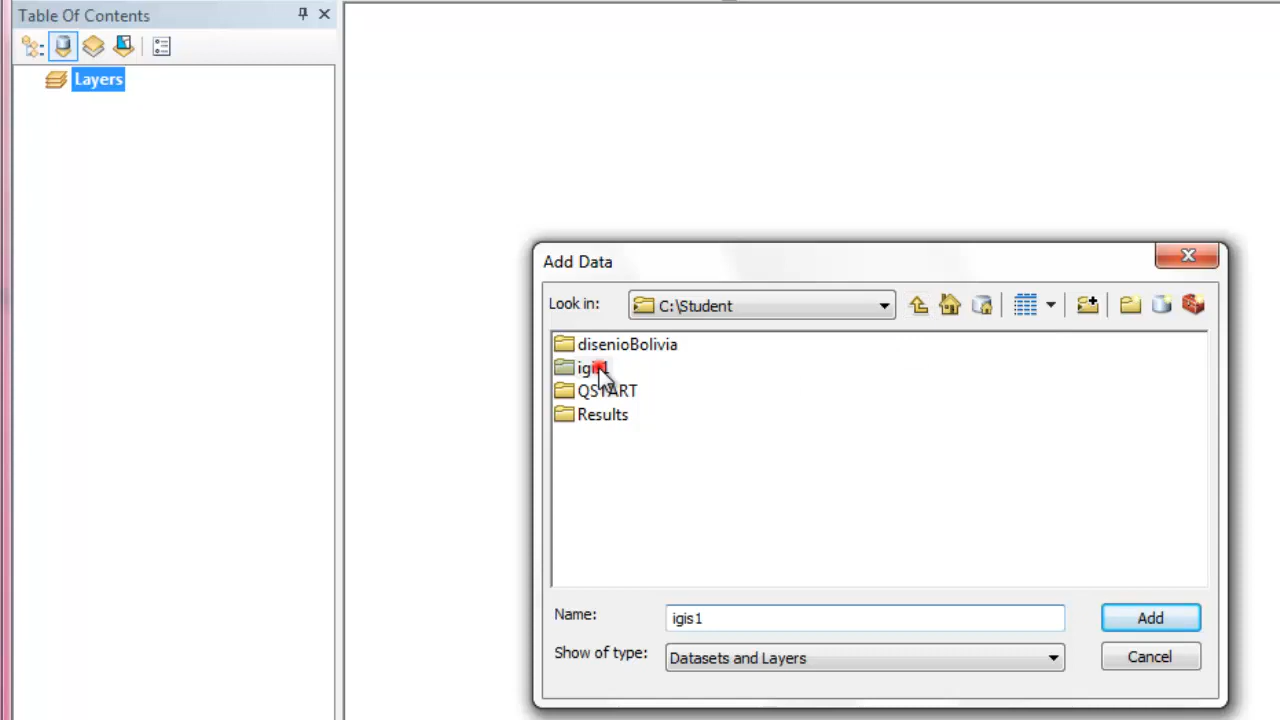 Table Of Contents
Layers
Add Data
Look in:
C:\Student
disenioBolivia
QSTART
Results
Name:
igis1
Add
Show of type:
Datasets and Layers
Cancel